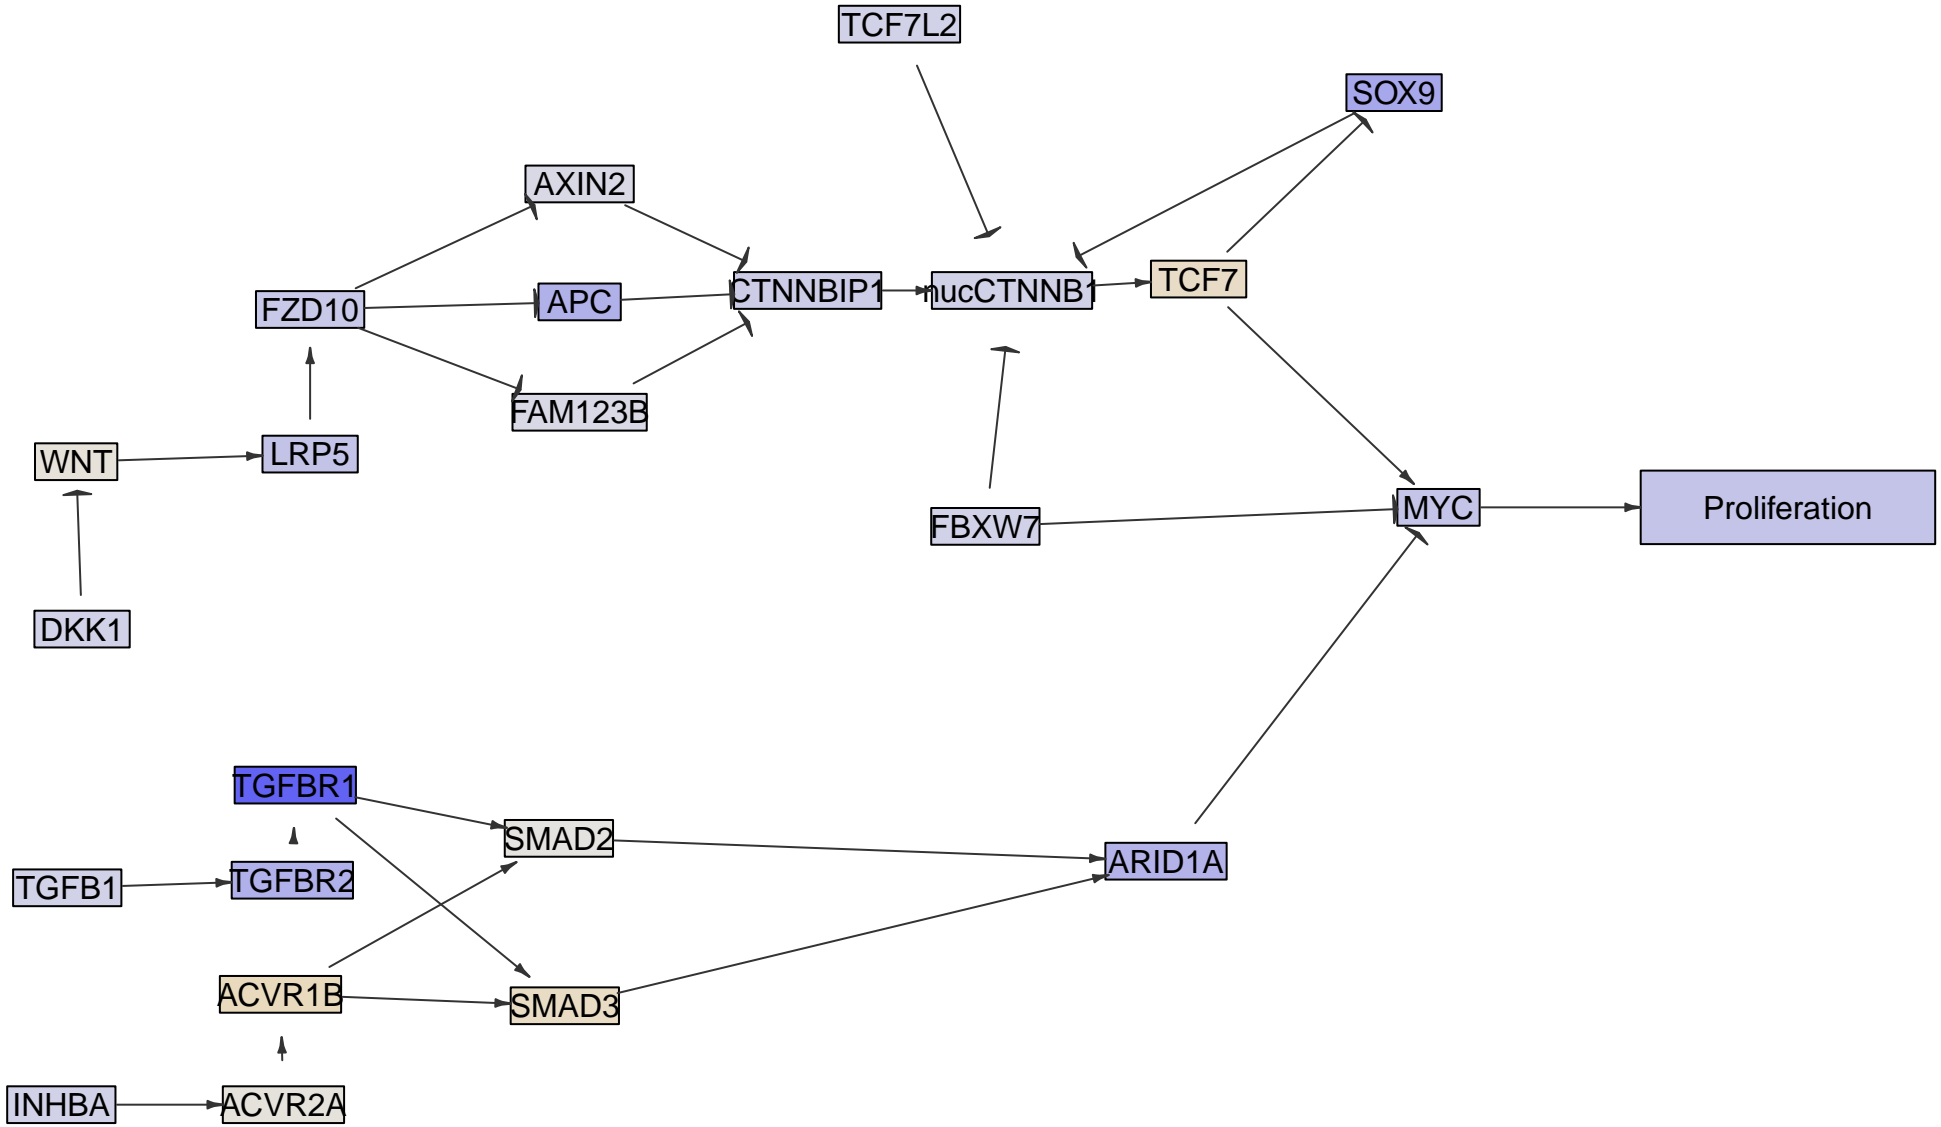 TCF7L2
SOX9
AXIN2
TCF7
CTNNBIP1
nucCTNNB1
APC
FZD10
FAM123B
WNT
LRP5
MYC
Proliferation
FBXW7
DKK1
TGFBR1
SMAD2
ARID1A
TGFBR2
TGFB1
ACVR1B
SMAD3
INHBA
ACVR2A